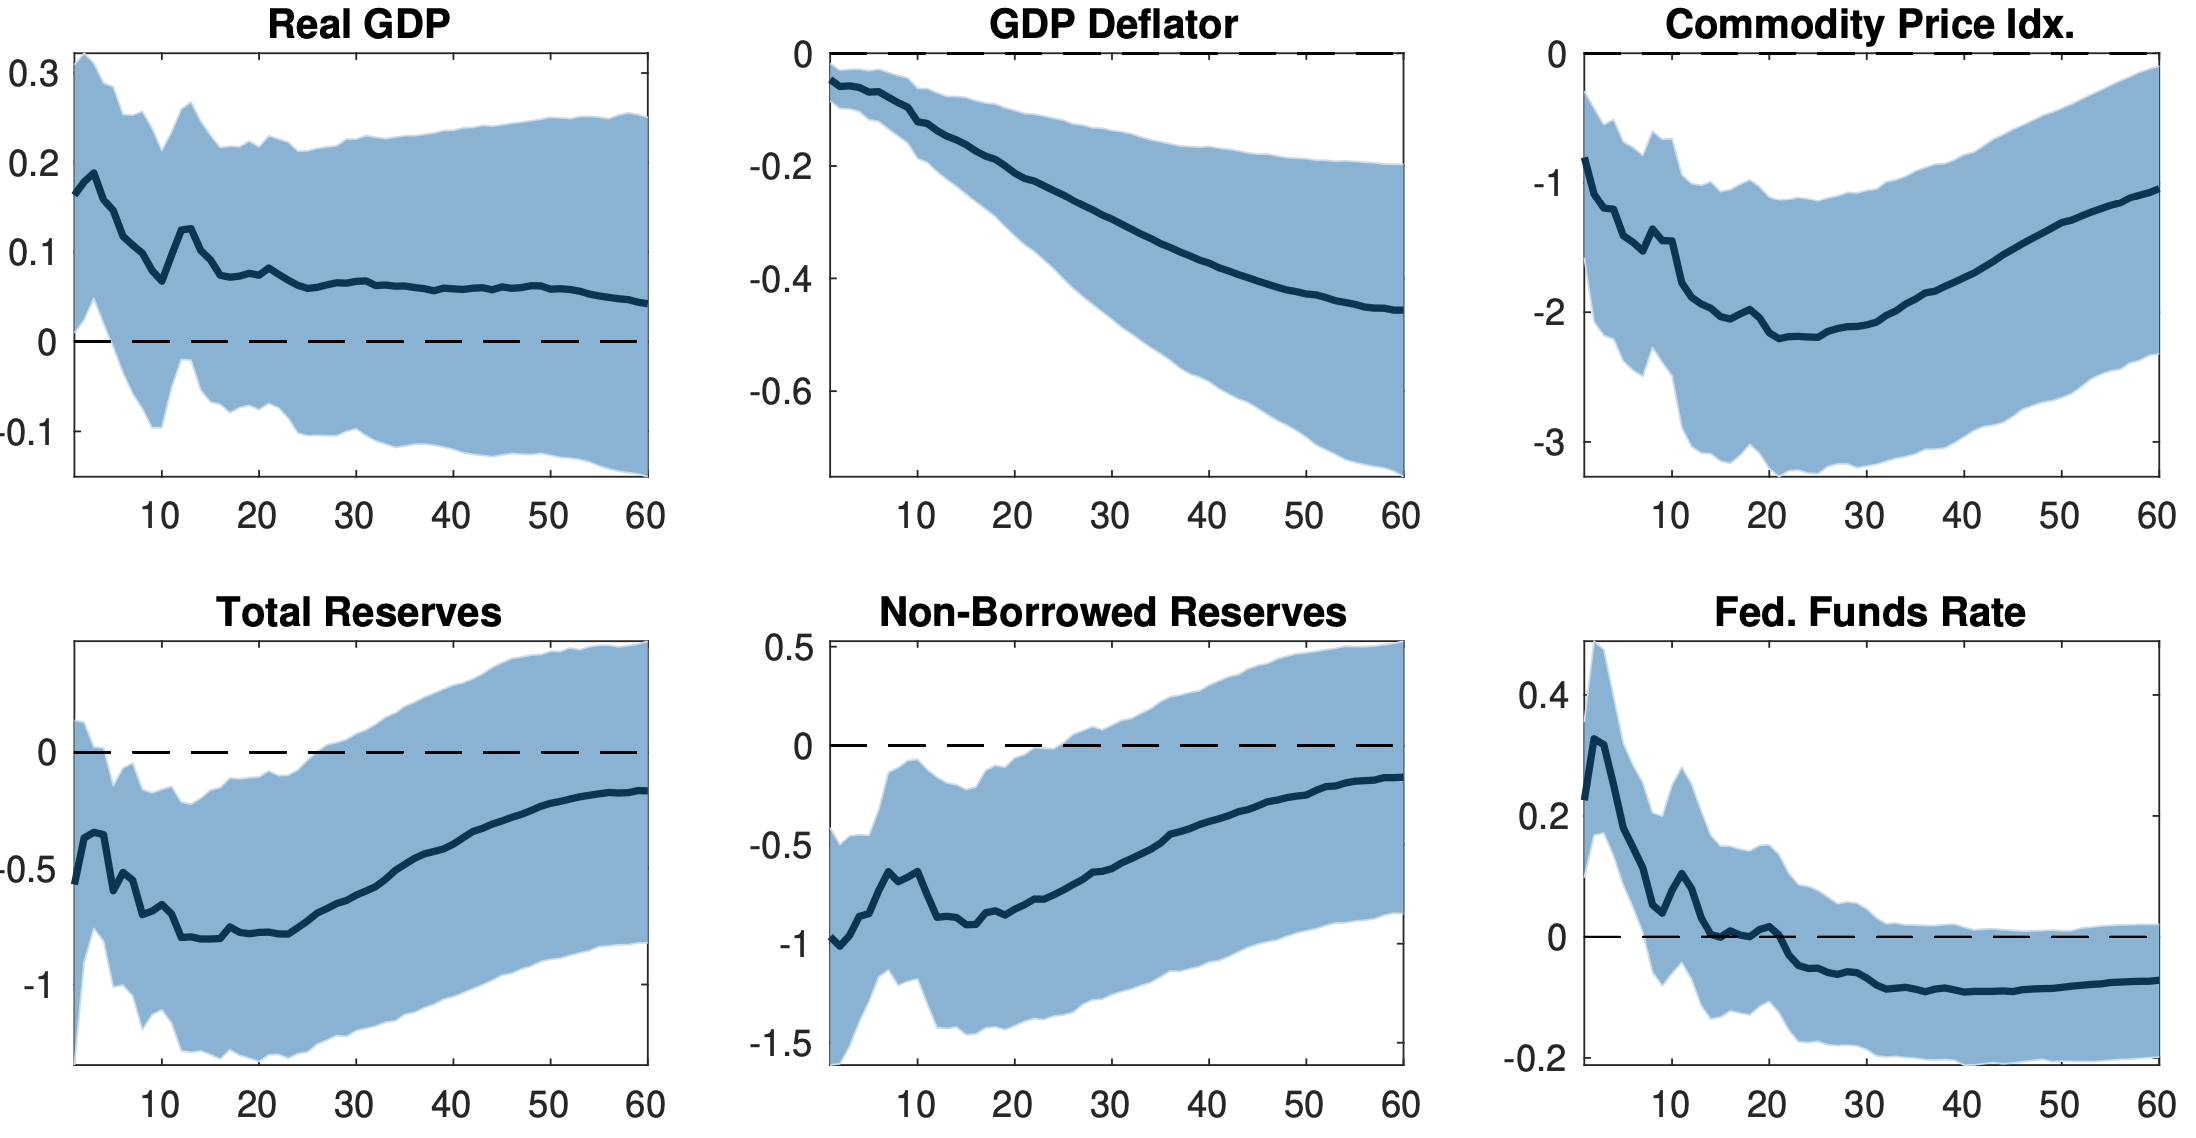 Real GDP
GDP Deflator
Commodity Price Idx.
0.3
0.2
0.1
0
-0.1
10 20 30 40 50 60
0
-0.2
-0.4
-0.6
10 20 30 40 50 60
0
-1
-2
-3
10 20 30 40 50 60
Total Reserves
Non-Borrowed Reserves
Fed. Funds Rate
0
-0.5
-1
10 20 30 40 50 60
0.5
0
-0.5
-1
-1.5
10 20 30 40 50 60
0.4
0.2
0
-0.2
10 20 30 40 50 60